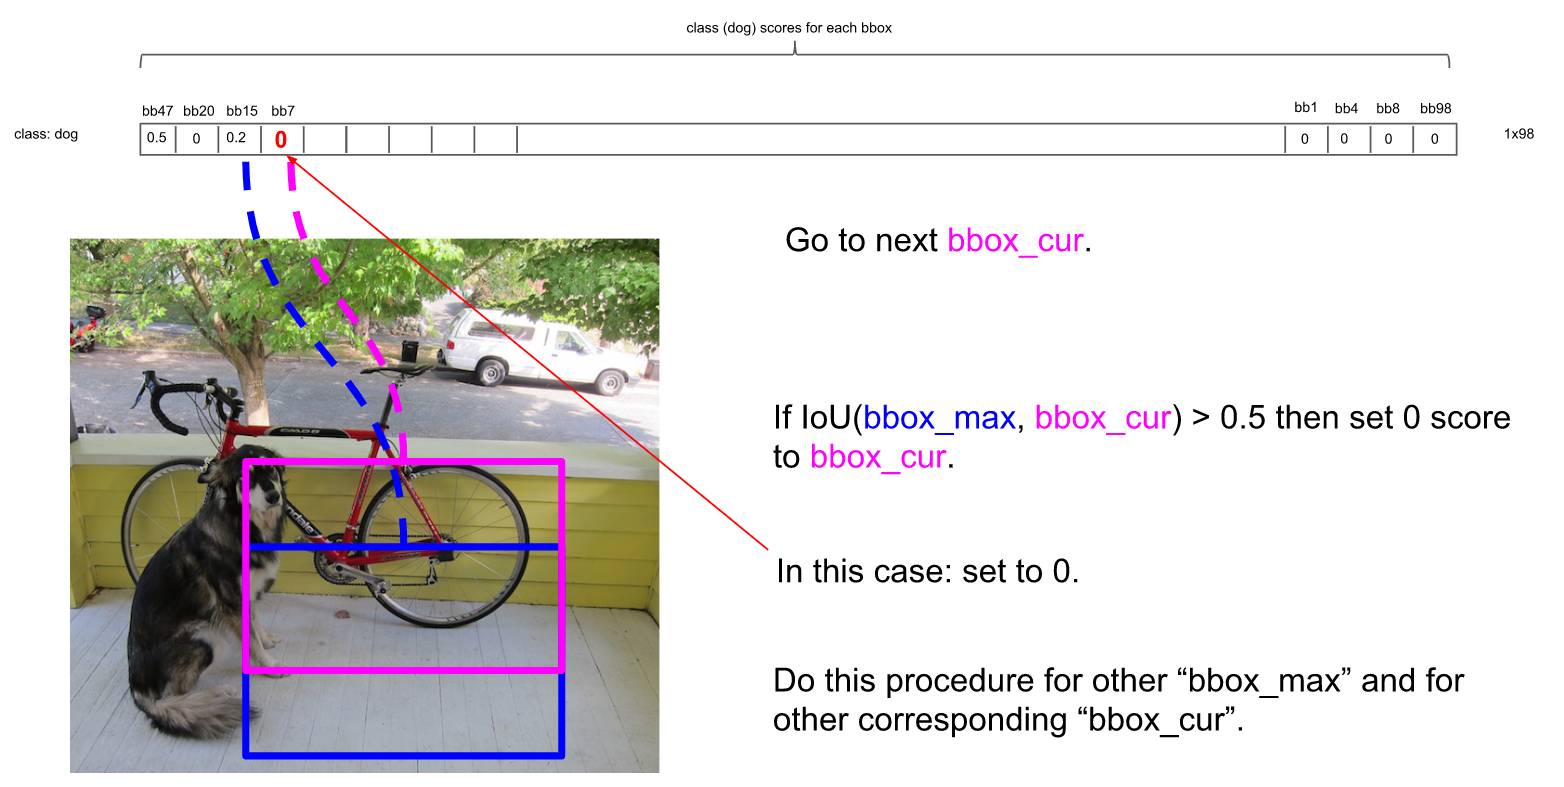 class (dog) scores for each bbox
bb47 bb20 bb15 bb7 bb1 bb4 bb8 bb98
class: dog 0.5 0 0.2 0 0 0 0 0 1x98
Go to next bbox_cur.
If IoU(bbox_max, bbox_cur) > 0.5 then set 0 score
to bbox_cur.
In this case: set to 0.
Do this procedure for other “bbox_max” and for
other corresponding “bbox_cur”.